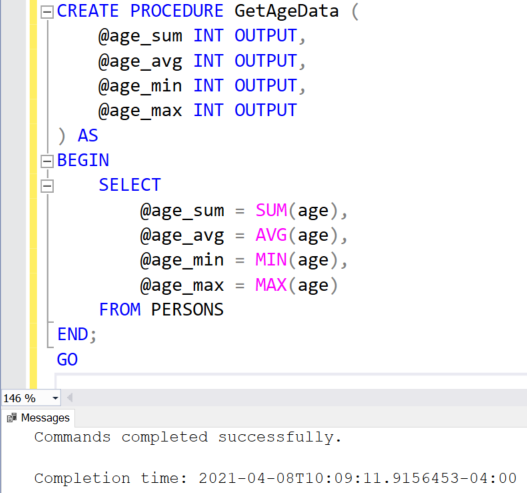 CREATE PROCEDURE GetAgeData (
@age_sum INT OUTPUT,
@age_avg INT OUTPUT,
@age_min INT OUTPUT,
@age_max INT OUTPUT
) AS
BEGIN
SELECT
@age_sum = SUM(age),
@age_avg = AVG(age),
@age_min = MIN(age),
@age_max = MAX(age)
FROM PERSONS
END;
GO
146 %
Messages
Commands completed successfully.
Completion time: 2021-04-08T10:09:11.9156453-04:00